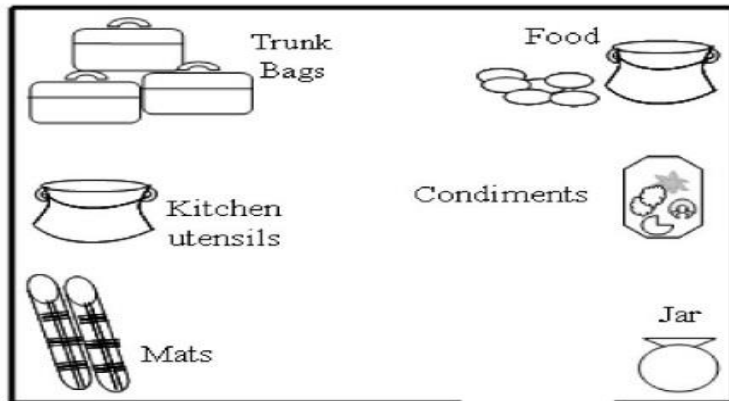 Trunk
Bags
Food
Kitchen
utensils
Condiments
Mats
Jar